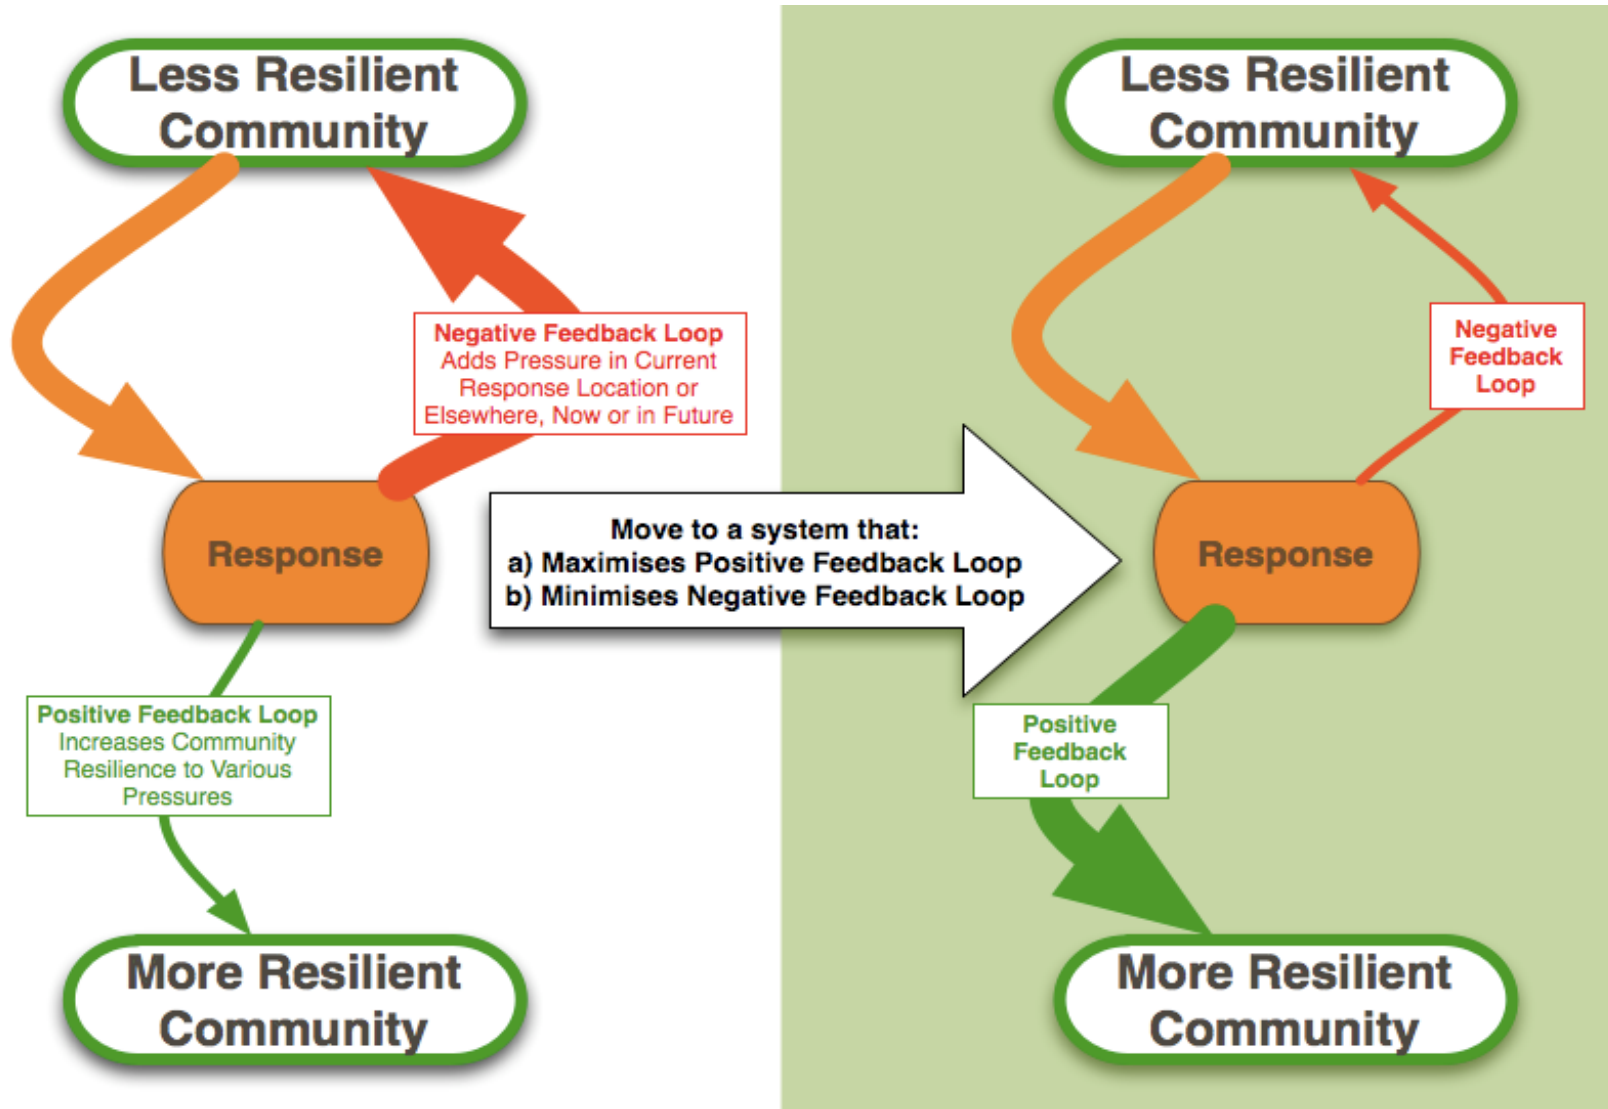 Less Resilient
Community
Negative Feedback Loop
Adds Pressure in Current
Response Location or
Elsewhere, Now or in Future
Response
Positive Feedback Loop
Increases Community
Resilience to Various
Pressures
More Resilient
Community
Move to a system that:
a) Maximises Positive Feedback Loop
b) Minimises Negative Feedback Loop
Less Resilient
Community
Negative
Feedback
Loop
Response
Positive
Feedback
Loop
More Resilient
Community